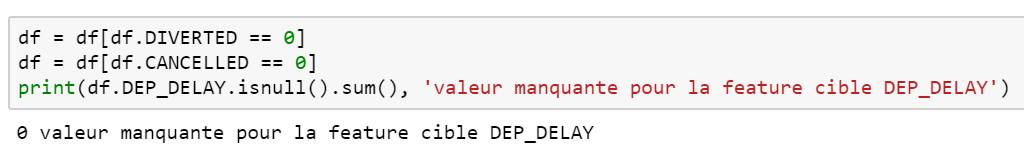 df = df[df.DIVERTED == 0]
df = df[df.CANCELLED == 0]
print(df.DEP_DELAY.isnull().sum(), 'valeur manquante pour la feature cible DEP_DELAY')
0 valeur manquante pour la feature cible DEP_DELAY